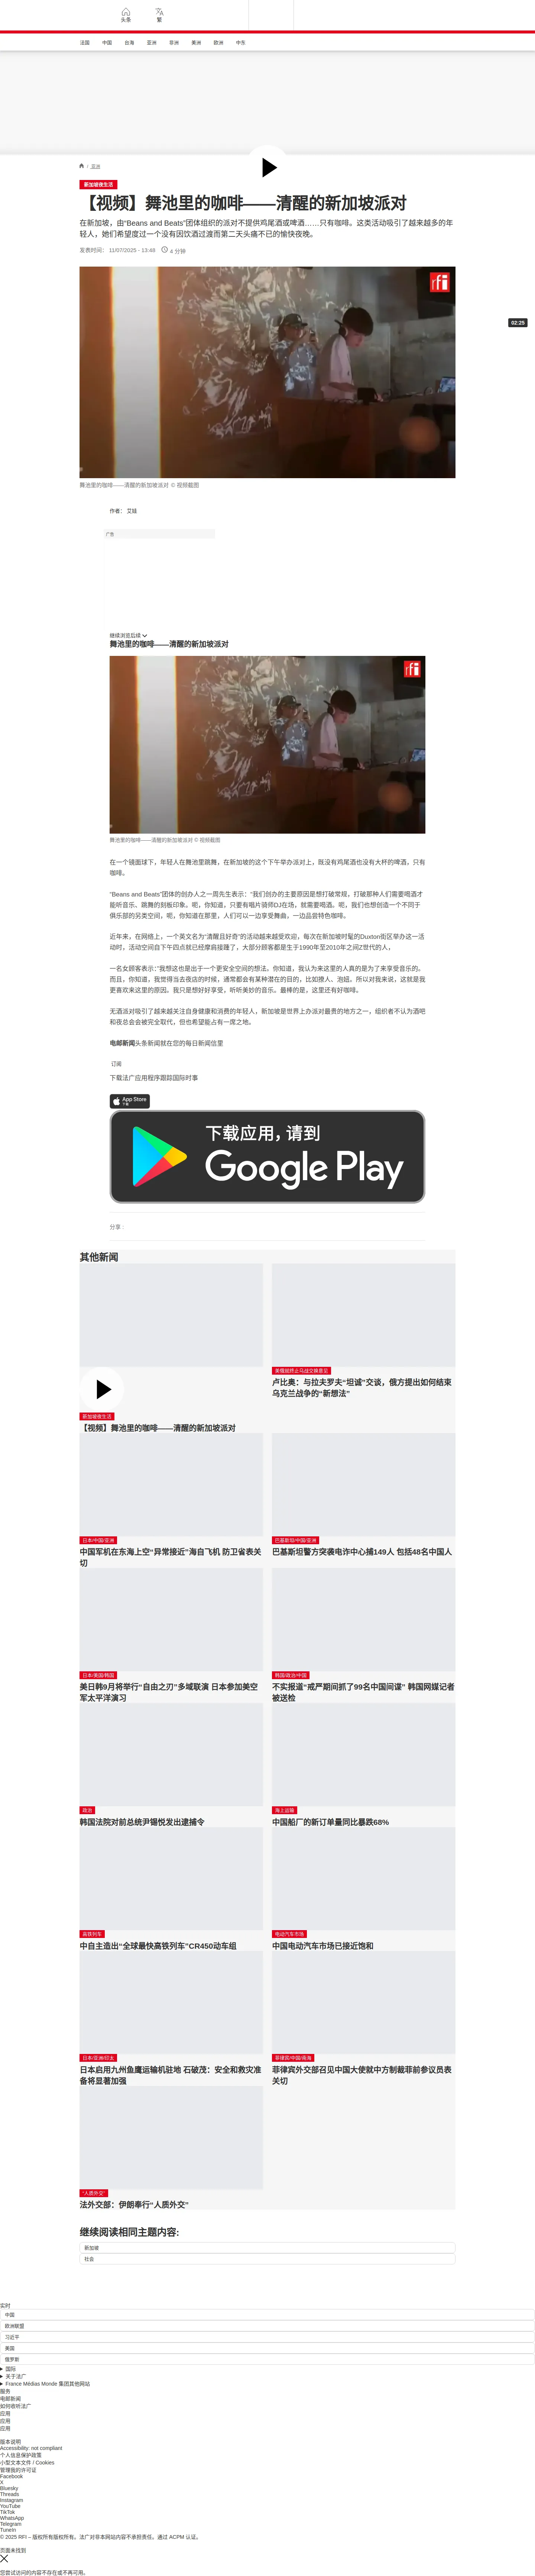 头条
繁
法国 中国 台海 亚洲 非洲 美洲 欧洲 中东
/ 亚洲
新加坡夜生活
【视频】舞池里的咖啡——清醒的新加坡派对
在新加坡，由“Beans and Beats”团体组织的派对不提供鸡尾酒或啤酒……只有咖啡。这类活动吸引了越来越多的年
轻人，她们希望度过一个没有因饮酒过渡而第二天头痛不已的愉快夜晚。
发表时间： 11/07/2025 - 13:48 4 分钟
rfi
02:25
舞池里的咖啡——清醒的新加坡派对 © 视频截图
作者： 艾娃
广告
继续浏览后续
舞池里的咖啡——清醒的新加坡派对
rfi
舞池里的咖啡——清醒的新加坡派对 © 视频截图
在一个镜面球下，年轻人在舞池里跳舞，在新加坡的这个下午举办派对上，既没有鸡尾酒也没有大杯的啤酒，只有
咖啡。
“Beans and Beats”团体的创办人之一周先生表示：“我们创办的主要原因是想打破常规，打破那种人们需要喝酒才
能听音乐、跳舞的刻板印象。呃，你知道，只要有唱片骑师DJ在场，就需要喝酒。呃，我们也想创造一个不同于
俱乐部的另类空间，呃，你知道在那里，人们可以一边享受舞曲，一边品尝特色咖啡。
近年来，在网络上，一个英文名为“清醒且好奇”的活动越来越受欢迎，每次在新加坡时髦的Duxton街区举办这一活
动时，活动空间自下午四点就已经摩肩接踵了，大部分顾客都是生于1990年至2010年之间Z世代的人，
一名女顾客表示：“我想这也是出于一个更安全空间的想法。你知道，我认为来这里的人真的是为了来享受音乐的。
而且，你知道，我觉得当去夜店的时候，通常都会有某种潜在的目的，比如撩人、泡妞。所以对我来说，这就是我
更喜欢来这里的原因。我只是想好好享受，听听美妙的音乐。最棒的是，这里还有好咖啡。
无酒派对吸引了越来越关注自身健康和消费的年轻人，新加坡是世界上办派对最贵的地方之一，组织者不认为酒吧
和夜总会会被完全取代，但也希望能占有一席之地。
电邮新闻头条新闻就在您的每日新闻信里
订阅
下载法广应用程序跟踪国际时事
App Store
下载
下载应用，请到
Google Play
分享 :
其他新闻
新加坡夜生活
【视频】舞池里的咖啡——清醒的新加坡派对
美俄就终止乌战交换意见
卢比奥：与拉夫罗夫“坦诚”交谈，俄方提出如何结束
乌克兰战争的“新想法”
日本/中国/亚洲
中国军机在东海上空“异常接近”海自飞机 防卫省表关
切
巴基斯坦/中国/亚洲
巴基斯坦警方突袭电诈中心捕149人 包括48名中国人
日本/美国/韩国
美日韩9月将举行“自由之刃”多域联演 日本参加美空
军太平洋演习
韩国/政治/中国
不实报道“戒严期间抓了99名中国间谍” 韩国网媒记者
被送检
政治
韩国法院对前总统尹锡悦发出逮捕令
海上运输
中国船厂的新订单量同比暴跌68%
高铁列车
中自主造出“全球最快高铁列车”CR450动车组
电动汽车市场
中国电动汽车市场已接近饱和
日本/亚洲/印太
日本启用九州鱼鹰运输机驻地 石破茂：安全和救灾准
备将显著加强
菲律宾/中国/南海
菲律宾外交部召见中国大使就中方制裁菲前参议员表
关切
“人质外交”
法外交部：伊朗奉行“人质外交”
继续阅读相同主题内容:
新加坡
社会
实时
中国
欧洲联盟
习近平
美国
俄罗斯
国际
关于法广
France Médias Monde 集团其他网站
服务
电邮新闻
如何收听法广
应用
应用
应用
版本说明
Accessibility: not compliant
个人信息保护政策
小型文本文件 / Cookies
管理我的许可证
Facebook
X
Bluesky
Threads
Instagram
YouTube
TikTok
WhatsApp
Telegram
TuneIn
© 2025 RFI – 版权所有版权所有。法广对非本网站内容不承担责任。通过 ACPM 认证。
页面未找到
您尝试访问的内容不存在或不再可用。